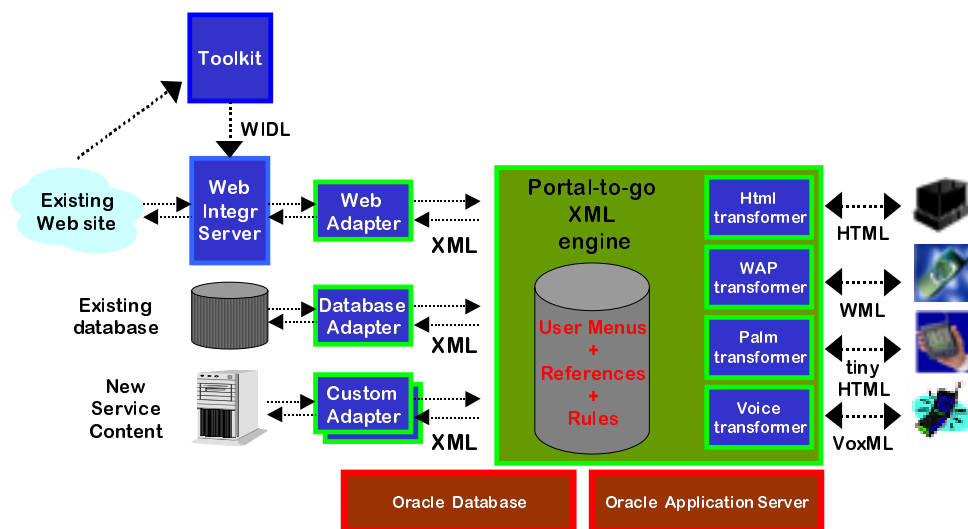 Toolkit
WIDL
Existing
Web site
Web
Integr
Server
Web
Adapter
XML
Existing
database
Database
Adapter
XML
New
Service
Content
Custom
Adapter
XML
Portal-to-go
XML
engine
User Menus
+
References
+
Rules
Html
transformer
HTML
WAP
transformer
WML
Palm
transformer
tiny
HTML
Voice
transformer
VoxML
Oracle Database
Oracle Application Server